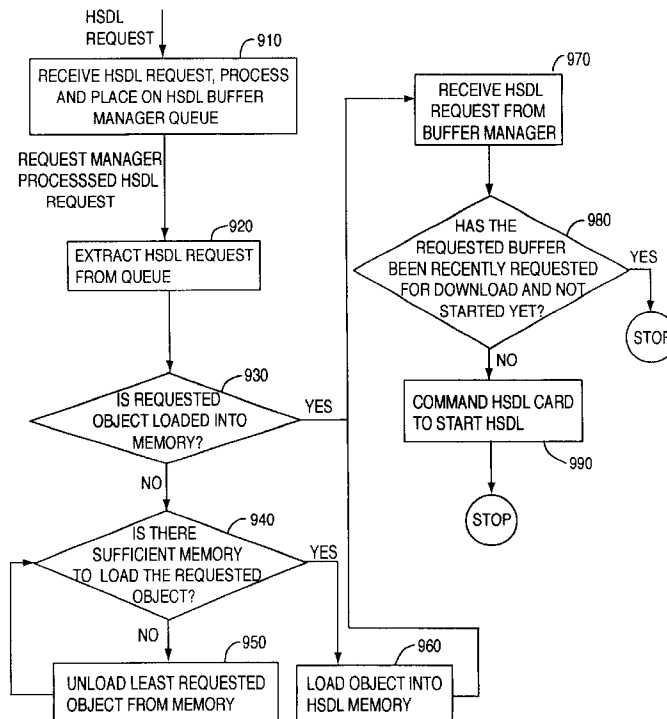 HSDL
REQUEST
910
RECEIVE HSDL REQUEST, PROCESS
AND PLACE ON HSDL BUFFER
MANAGER QUEUE
REQUEST MANAGER
PROCESSSED HSDL
REQUEST
920
EXTRACT HSDL REQUEST
FROM QUEUE
930
IS REQUESTED
OBJECT LOADED INTO
MEMORY?
YES
NO
940
IS THERE
SUFFICIENT MEMORY
TO LOAD THE REQUESTED
OBJECT?
YES
NO
950
UNLOAD LEAST REQUESTED
OBJECT FROM MEMORY
960
LOAD OBJECT INTO
HSDL MEMORY
970
RECEIVE HSDL
REQUEST FROM
BUFFER MANAGER
980
HAS THE
REQUESTED BUFFER
BEEN RECENTLY REQUESTED
FOR DOWNLOAD AND NOT
STARTED YET?
YES
STOP
NO
COMMAND HSDL CARD
TO START HSDL
990
STOP